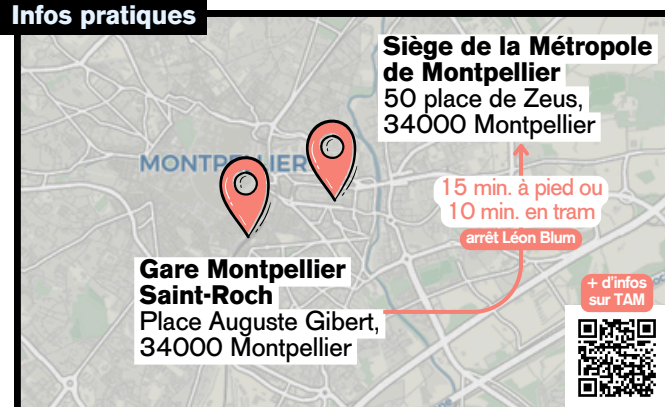 Infos pratiques
Siège de la Métropole
de Montpellier
50 place de Zeus,
34000 Montpellier
MONTPELLIER
15 min. à pied ou
10 min. en tram
arrêt Léon Blum
Gare Montpellier
Saint-Roch
Place Auguste Gibert,
34000 Montpellier
+ d'infos
sur TAM